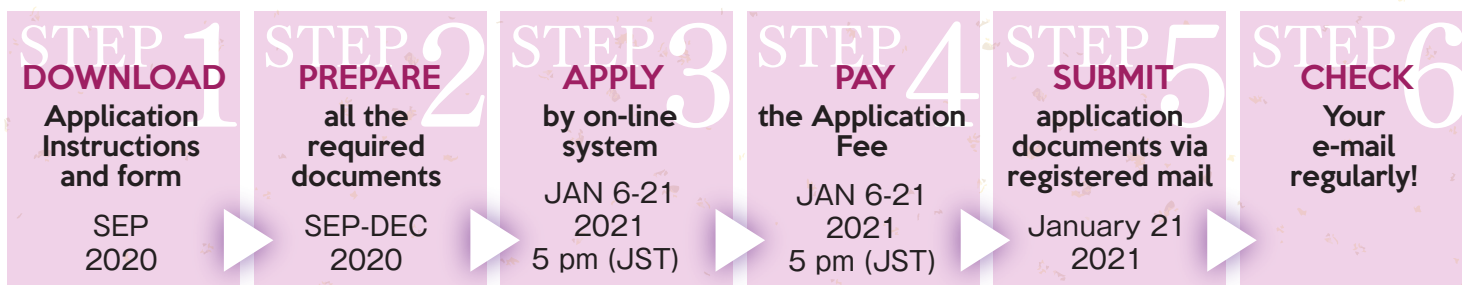 STEP 1
DOWNLOAD
Application
Instructions
and form
SEP
2020
STEP 2
PREPARE
all the
required
documents
SEP-DEC
2020
STEP 3
APPLY
by on-line
system
JAN 6-21
2021
5 pm (JST)
STEP 4
PAY
the Application
Fee
JAN 6-21
2021
5 pm (JST)
STEP 5
SUBMIT
application
documents via
registered mail
January 21
2021
STEP 6
CHECK
Your
e-mail
regularly!